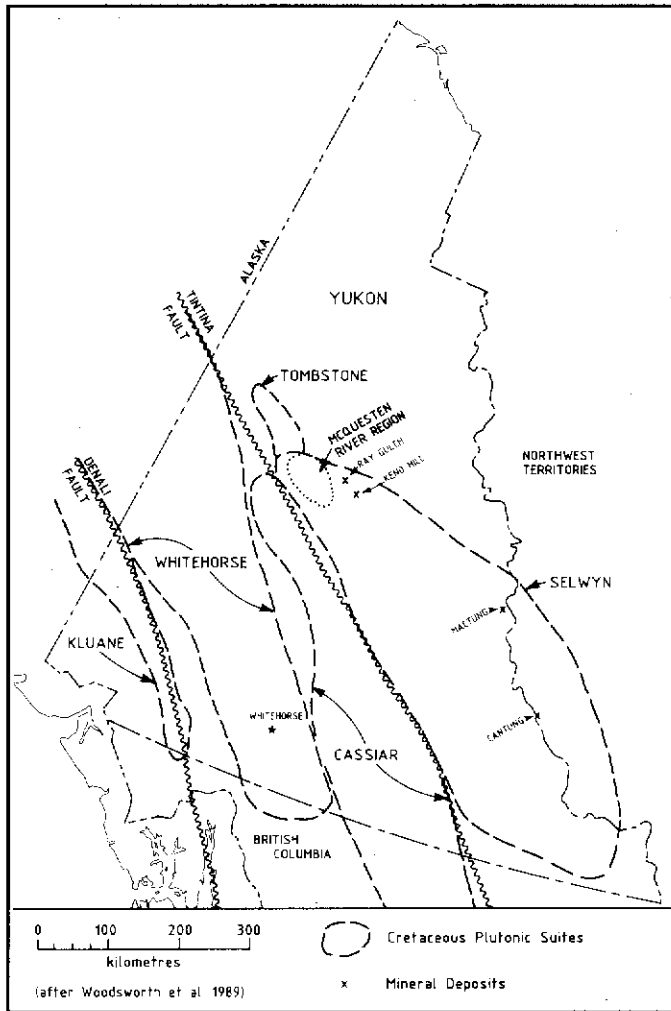 ALASKA
YUKON
TINTINA
FAULT
TOMBSTONE
MCQUESTEN
RIVER REGION
RAY GULCH
KENO HILL
NORTHWEST
TERRITORIES
DENALI
FAULT
WHITEHORSE
SELWYN
MACTUNG
KLUANE
WHITEHORSE
CANTUNG
CASSIAR
BRITISH
COLUMBIA
0 100 200 300
kilometres
Cretaceous Plutonic Suites
(after Woodsworth et al 1989)
x Mineral Deposits